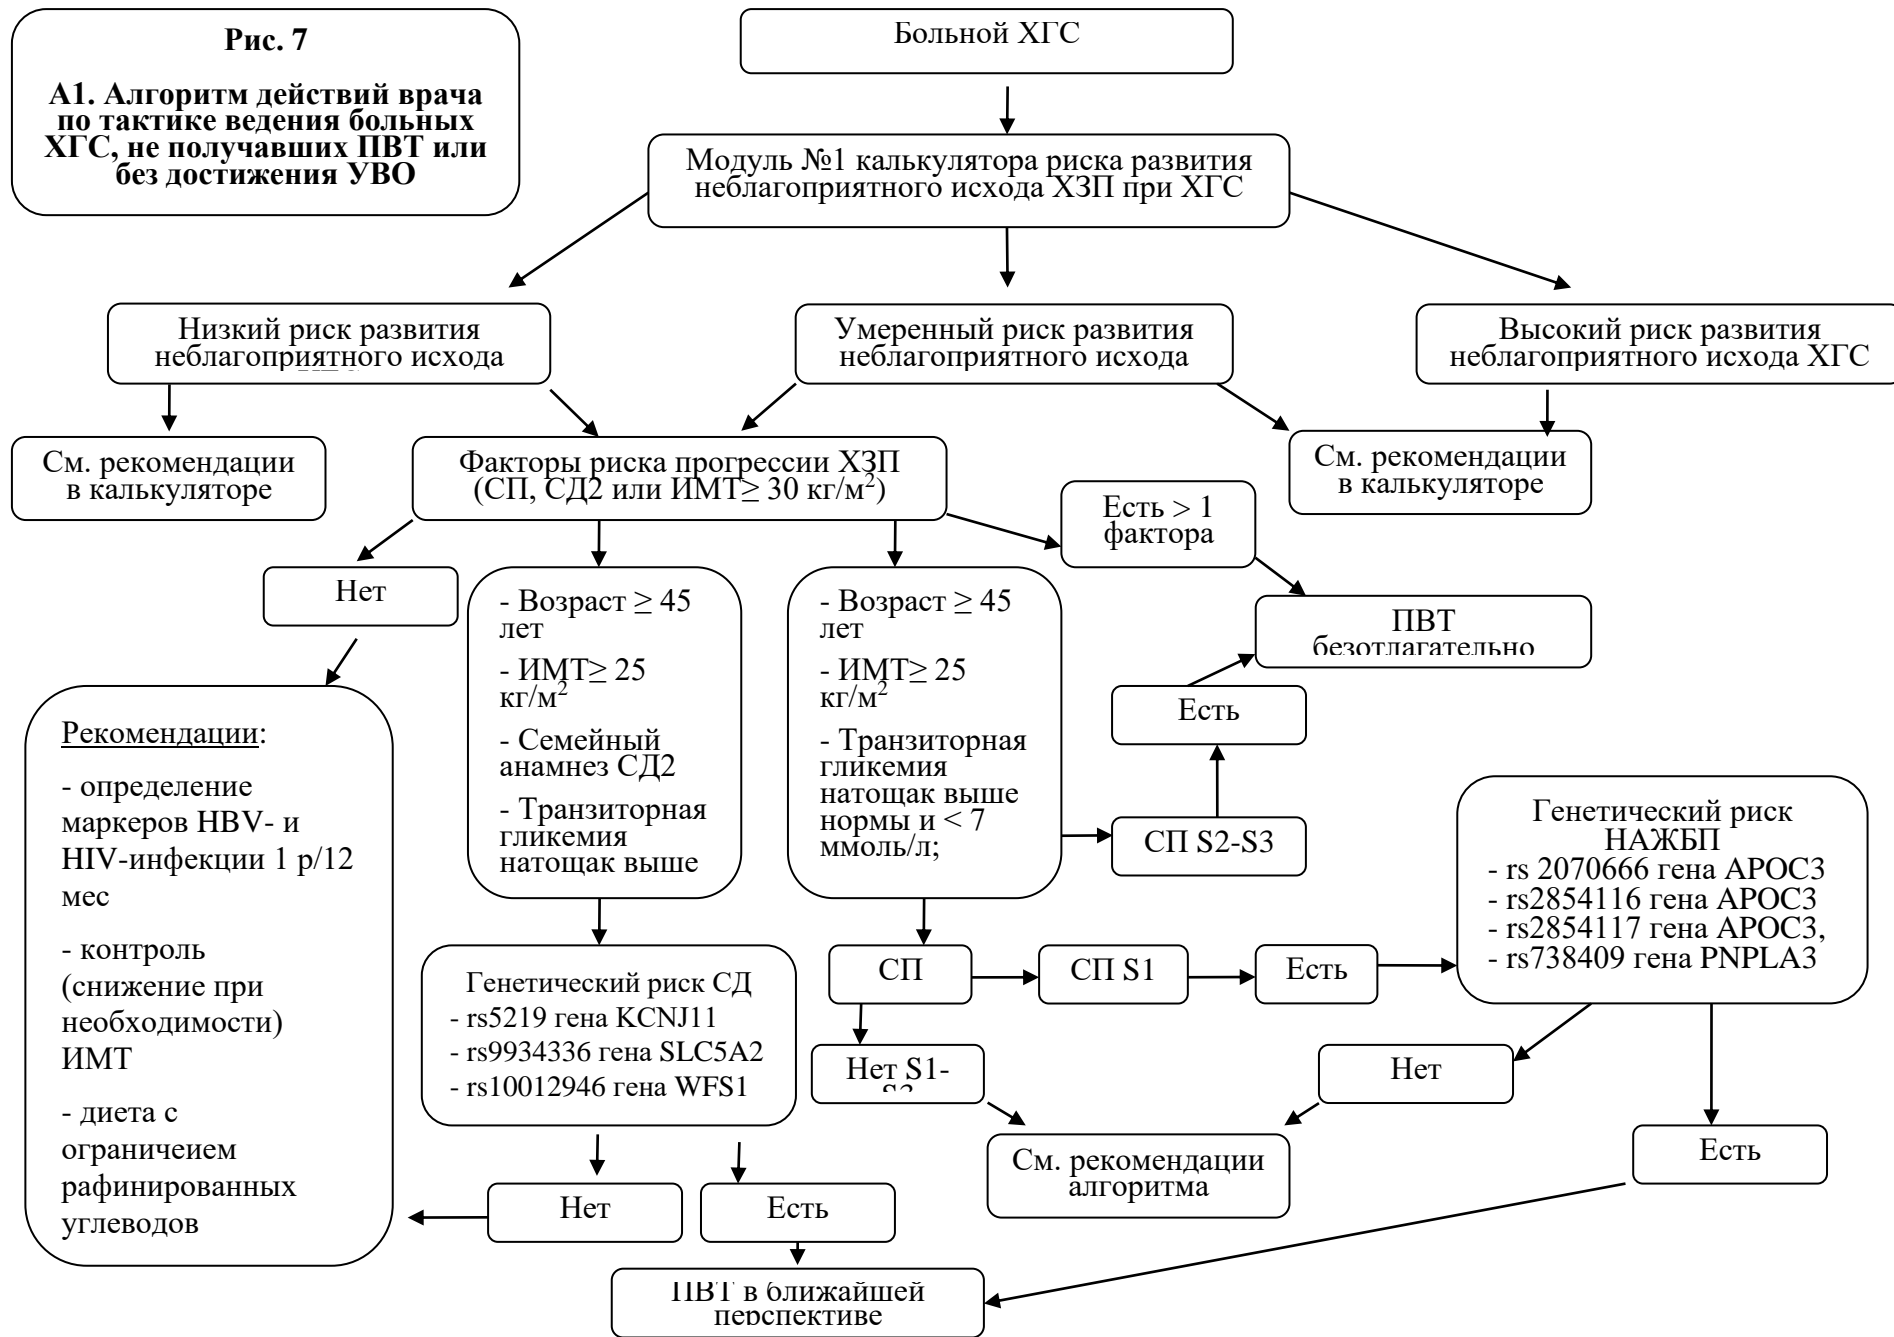 Рис. 7
А1. Алгоритм действий врача
по тактике ведения больных
ХГС, не получавших ПВТ или
без достижения УВО
Больной ХГС
Модуль №1 калькулятора риска развития
неблагоприятного исхода ХЗП при ХГС
Низкий риск развития
неблагоприятного исхода
Умеренный риск развития
неблагоприятного исхода
Высокий риск развития
неблагоприятного исхода ХГС
См. рекомендации
в калькуляторе
Факторы риска прогрессии ХЗП
(СП, СД2 или ИМТ≥ 30 кг/м²)
См. рекомендации
в калькуляторе
Есть > 1
фактора
Нет
- Возраст ≥ 45
лет
- ИМТ≥ 25
кг/м²
- Семейный
анамнез СД2
- Транзиторная
гликемия
натощак выше
- Возраст ≥ 45
лет
- ИМТ≥ 25
кг/м²
- Транзиторная
гликемия
натощак выше
нормы и < 7
ммоль/л;
ПВТ
безотлагательно
Есть
СП S2-S3
Рекомендации:
- определение
маркеров HBV- и
HIV-инфекции 1 р/12
мес
- контроль
(снижение при
необходимости)
ИМТ
- диета с
ограничеием
рафинированных
углеводов
Генетический риск
НАЖБП
- rs 2070666 гена APOC3
- rs2854116 гена APOC3
- rs2854117 гена APOC3,
- rs738409 гена PNPLA3
Генетический риск СД
- rs5219 гена KCNJ11
- rs9934336 гена SLC5A2
- rs10012946 гена WFS1
СП
СП S1
Есть
Нет S1-
S3
Нет
См. рекомендации
алгоритма
Есть
Нет
Есть
ПВТ в ближайшей
перспективе